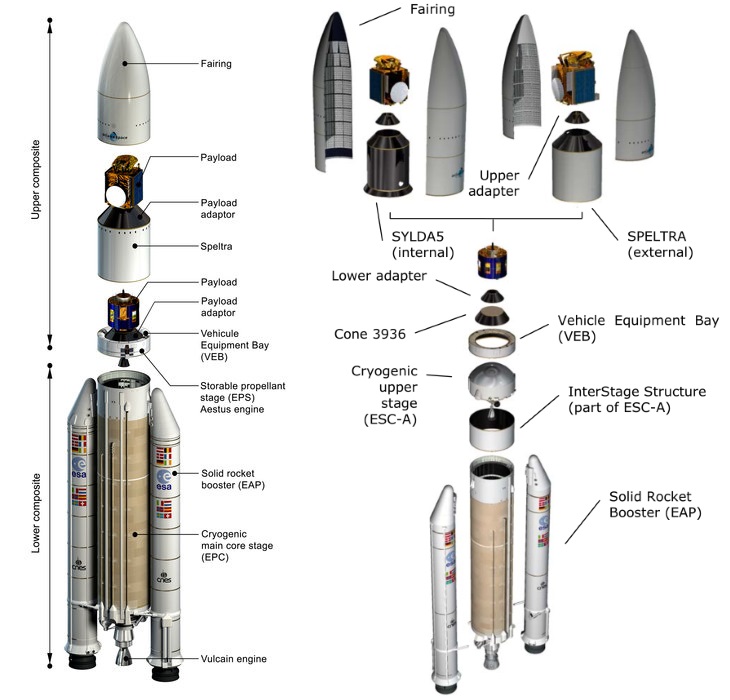 Fairing
Payload
Payload
adaptor
Speltra
Payload
Payload
adaptor
Vehicule
Equipment Bay
(VEB)
Storable propellant
stage (EPS)
Aestus engine
Solid rocket
booster (EAP)
Cryogenic
main core stage
(EPC)
Vulcain engine
Upper composite
Lower composite
esa
esa
cnes
cnes
Fairing
Upper
adapter
SYLDA5
(internal)
SPELTRA
(external)
Lower adapter
Cone 3936
Vehicle Equipment Bay
(VEB)
Cryogenic
upper
stage
(ESC-A)
InterStage Structure
(part of ESC-A)
Solid Rocket
Booster (EAP)